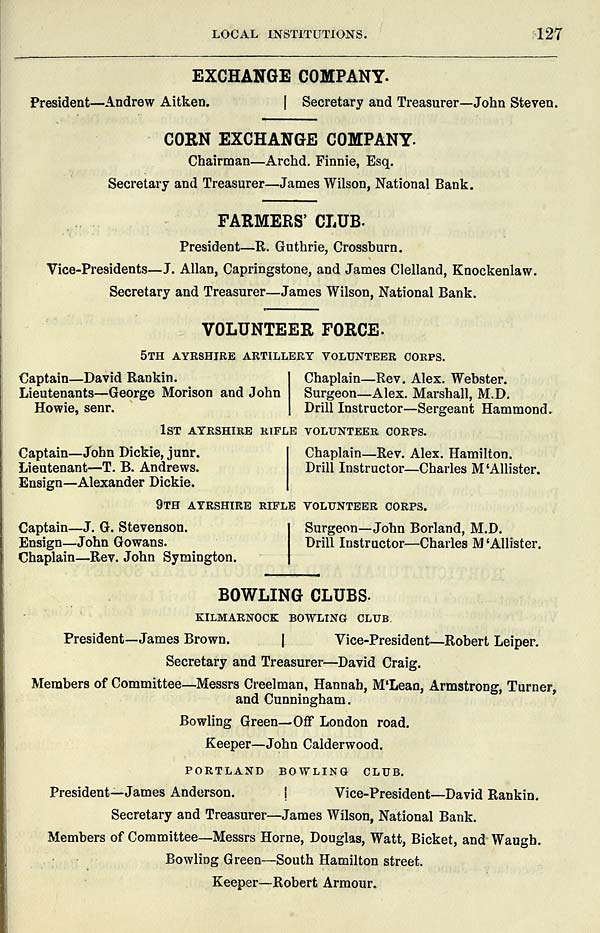 LOCAL INSTITUTIONS. 127
EXCHANGE COMPANY.
President—Andrew Aitken. | Secretary and Treasurer—John Steven.
CORN EXCHANGE COMPANY.
Chairman—Archd. Finnie, Esq.
Secretary and Treasurer—James Wilson, National Bank.
FARMERS' CLUB.
President—R. Guthrie, Crossburn.
Vice-Presidents—J. Allan, Capringstone, and James Clelland, Knockenlaw.
Secretary and Treasurer—James Wilson, National Bank.
VOLUNTEER FORCE.
5TH AYRSHIRE ARTILLERY VOLUNTEER CORPS.
Captain—David Rankin.
Lieutenants—George Morison and John
Howie, senr.
Chaplain—Rev. Alex. Webster.
Surgeon—Alex. Marshall, M.D.
Drill Instructor—Sergeant Hammond.
1ST AYRSHIRE RIFLE VOLUNTEER CORPS.
Captain—John Dickie, junr.
Lieutenant—T. B. Andrews.
Ensign—Alexander Dickie.
Chaplain—Rev. Alex. Hamilton.
Drill Instructor—Charles M'Allister.
9TH AYRSHIRE RIFLE VOLUNTEER CORPS.
Captain—J. G. Stevenson.
Ensign—John Gowans.
Chaplain—Rev. John Symington.
Surgeon—John Borland, M.D.
Drill Instructor—Charles M'Allister.
BOWLING CLUBS.
KILMARNOCK BOWLING CLUB.
President—James Brown. | Vice-President—Robert Leiper.
Secretary and Treasurer—David Craig.
Members of Committee—Messrs Creelman, Hannah, M'Lean, Armstrong, Turner,
and Cunningham.
Bowling Green—Off London road.
Keeper—John Calderwood.
PORTLAND BOWLING CLUB.
President—James Anderson. | Vice-President—David Rankin.
Secretary and Treasurer—James Wilson, National Bank.
Members of Committee—Messrs Horne, Douglas, Watt, Bicket, and Waugh.
Bowling Green—South Hamilton street.
Keeper—Robert Armour.